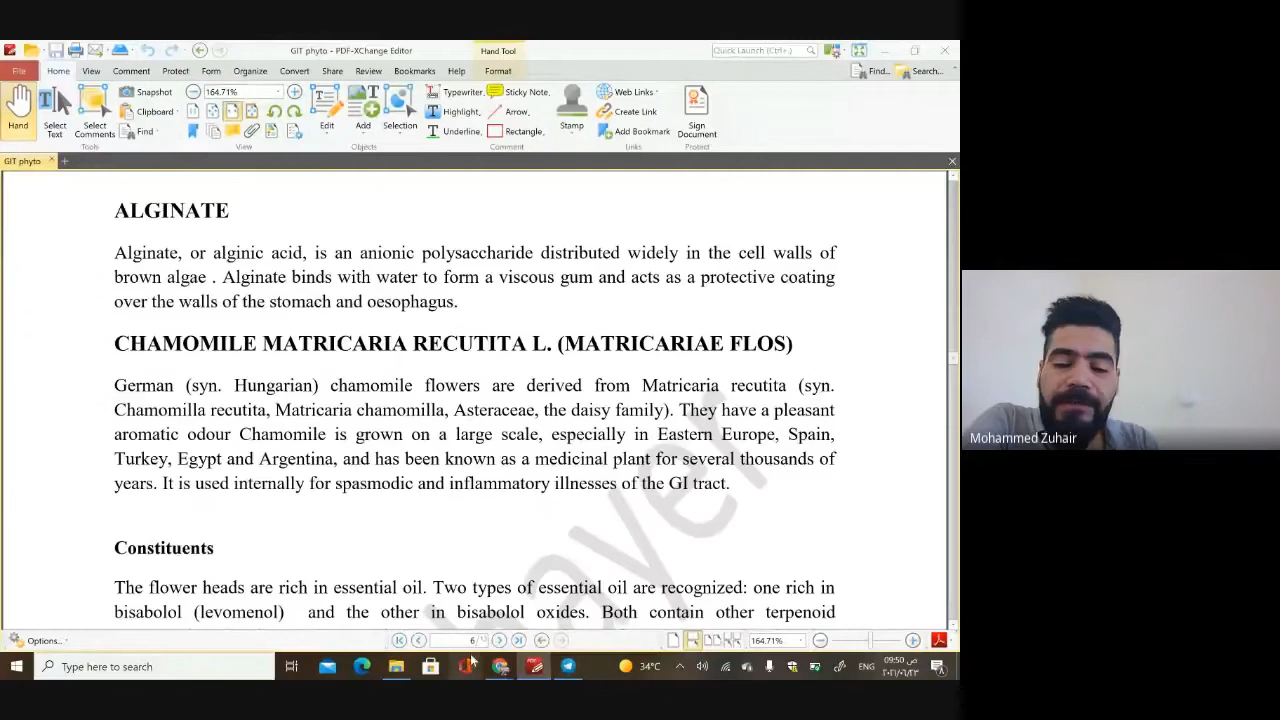 GIT phyto - PDF-XChange Editor
Hand Tool
Quick Launch (Ctrl+.)
File Home View Comment Protect Form Organize Convert Share Review Bookmarks Help Format Find... Search...
Hand
Select Text
Select Comments
Tools
Snapshot
Clipboard
Find
164.71%
View
Edit
Add
Selection
Objects
Typewriter
Highlight
Underline
Sticky Note
Arrow
Rectangle
Stamp
Comment
Web Links
Create Link
Add Bookmark
Links
Sign Document
Protect
GIT phyto
ALGINATE
Alginate, or alginic acid, is an anionic polysaccharide distributed widely in the cell walls of
brown algae . Alginate binds with water to form a viscous gum and acts as a protective coating
over the walls of the stomach and oesophagus.
CHAMOMILE MATRICARIA RECUTITA L. (MATRICARIAE FLOS)
German (syn. Hungarian) chamomile flowers are derived from Matricaria recutita (syn.
Chamomilla recutita, Matricaria chamomilla, Asteraceae, the daisy family). They have a pleasant
aromatic odour Chamomile is grown on a large scale, especially in Eastern Europe, Spain,
Turkey, Egypt and Argentina, and has been known as a medicinal plant for several thousands of
years. It is used internally for spasmodic and inflammatory illnesses of the GI tract.
Constituents
The flower heads are rich in essential oil. Two types of essential oil are recognized: one rich in
bisabolol (levomenol) and the other in bisabolol oxides. Both contain other terpenoid
Mohammed Zuhair
Options...
6
164.71%
Type here to search
34°C
ENG
09:50 ص
٢٠٢١/٠٦/٢٣